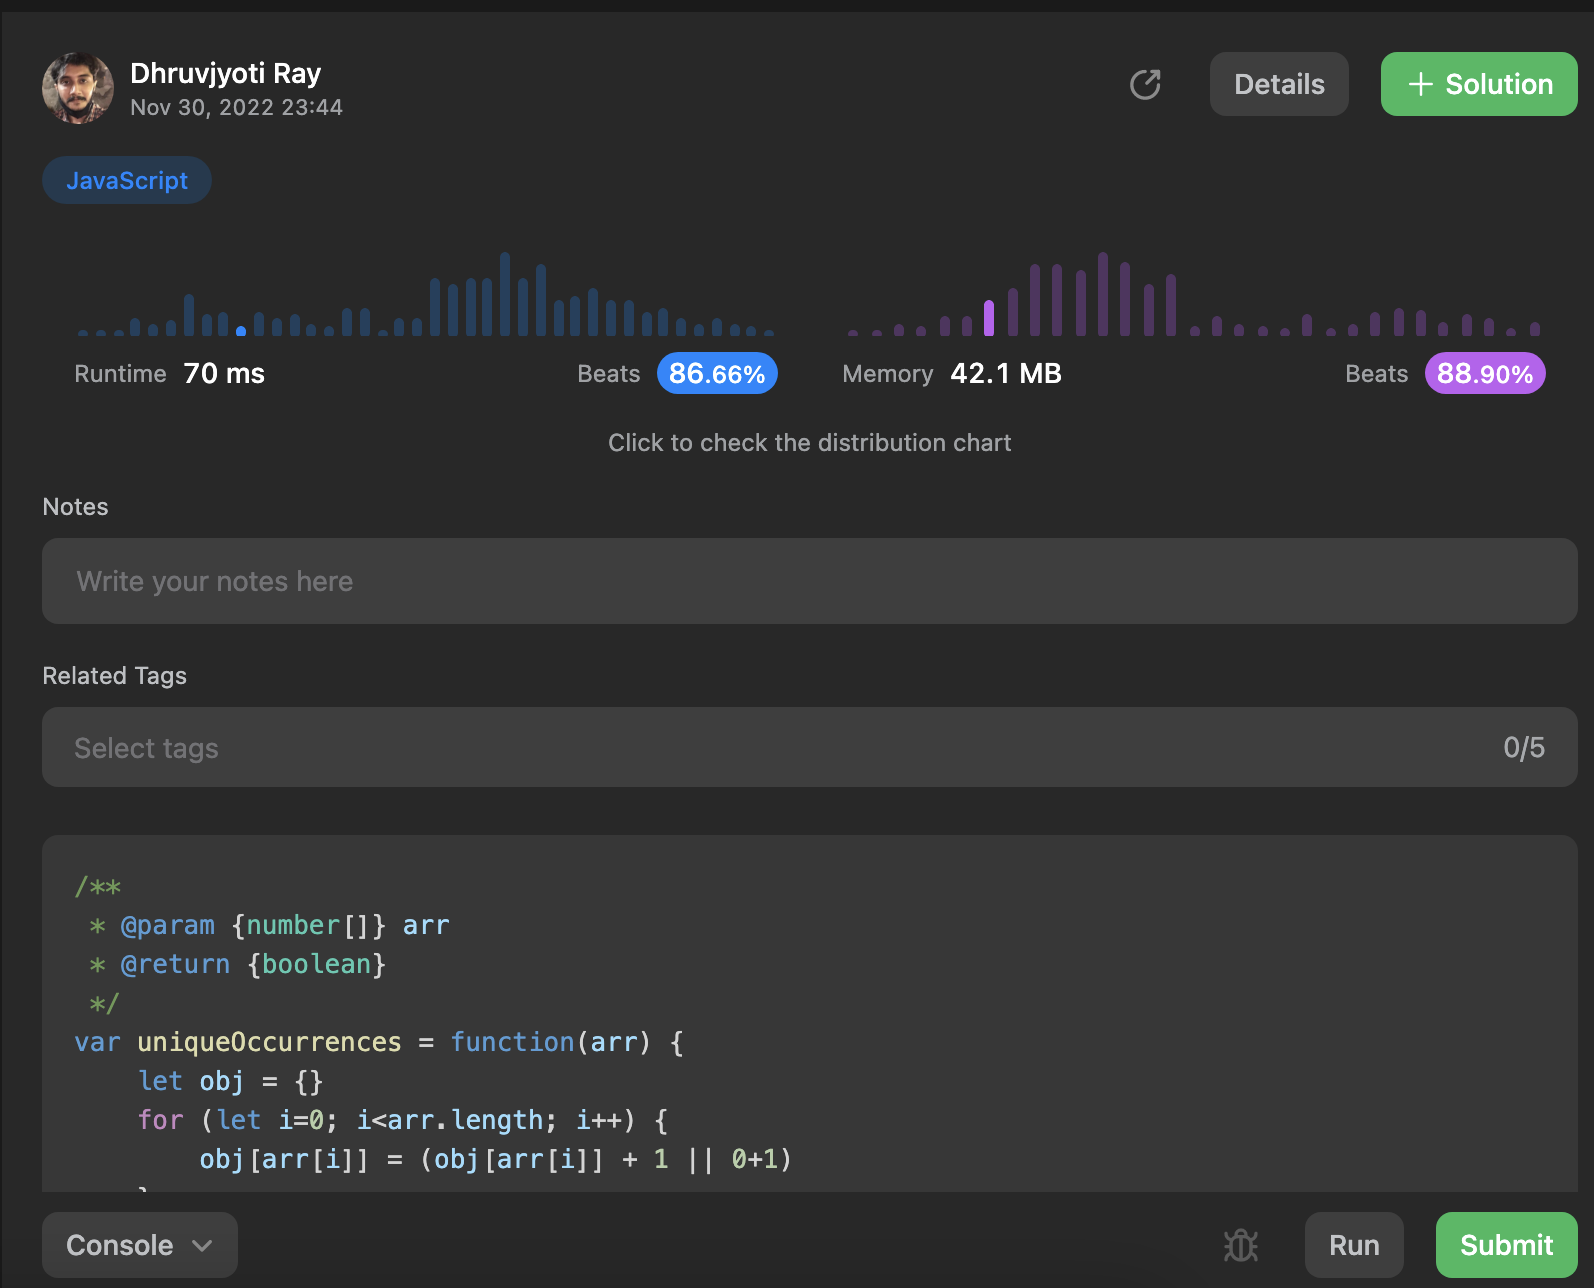 Dhruvjyoti Ray
Nov 30, 2022 23:44
Details
+ Solution
JavaScript
Runtime 70 ms
Beats 86.66%
Memory 42.1 MB
Beats 88.90%
Click to check the distribution chart
Notes
Write your notes here
Related Tags
Select tags
0/5
/**
 * @param {number[]} arr
 * @return {boolean}
 */
var uniqueOccurrences = function(arr) {
    let obj = {}
    for (let i=0; i<arr.length; i++) {
        obj[arr[i]] = (obj[arr[i]] + 1 || 0+1)
    }
Console
Run
Submit